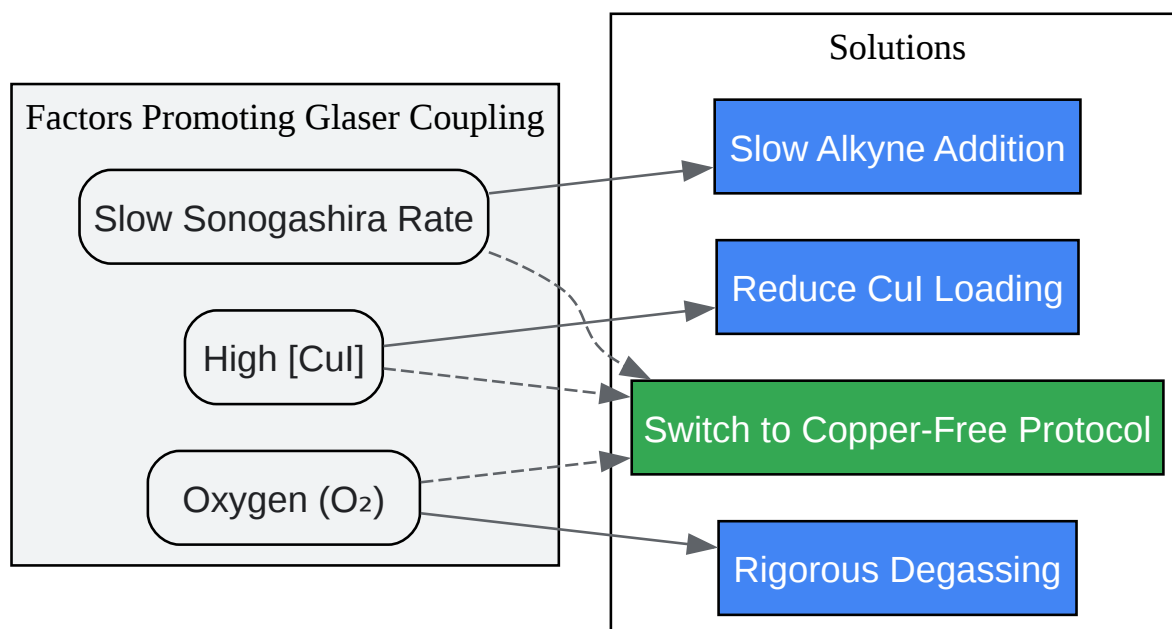 Factors Promoting Glaser Coupling
Slow Sonogashira Rate
High [CuI]
Oxygen (O₂)
Solutions
Slow Alkyne Addition
Reduce CuI Loading
Switch to Copper-Free Protocol
Rigorous Degassing